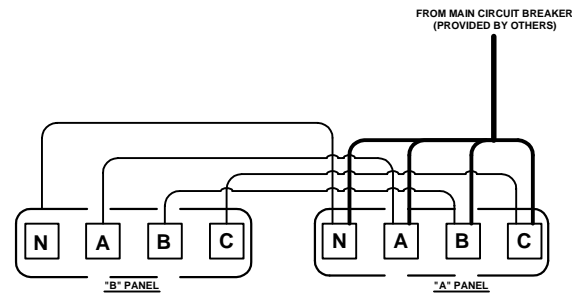 FROM MAIN CIRCUIT BREAKER
(PROVIDED BY OTHERS)
N A B C
N A B C
"B" PANEL
"A" PANEL